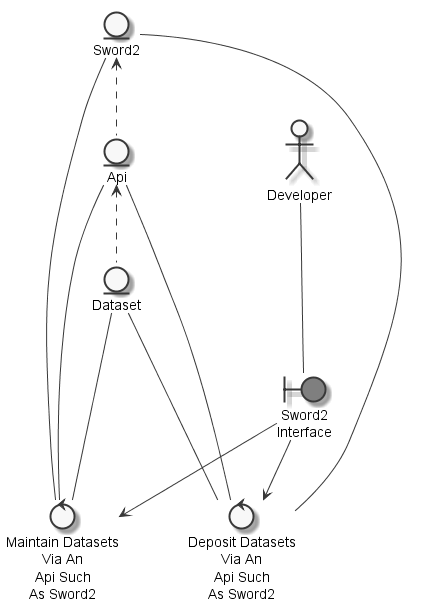 Sword2
Api
Developer
Dataset
Sword2
Interface
Maintain Datasets
Via An
Api Such
As Sword2
Deposit Datasets
Via An
Api Such
As Sword2